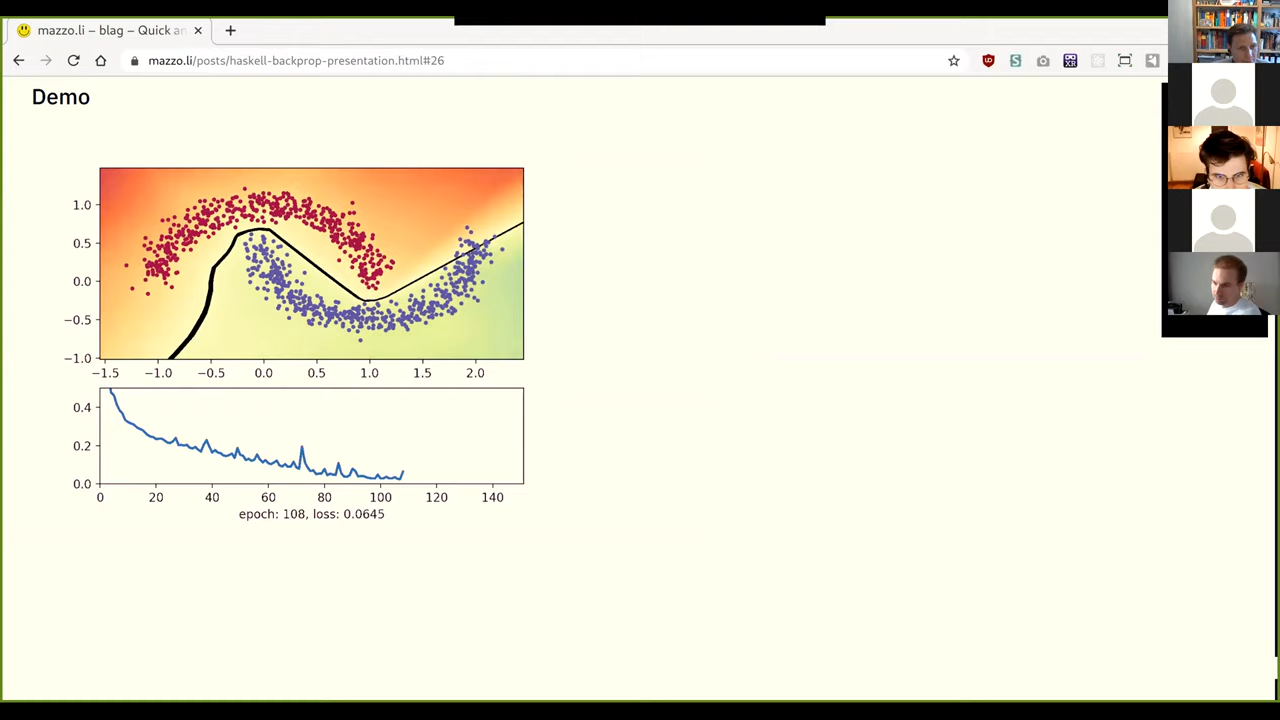 mazzo.li – blag – Quick an
mazzo.li/posts/haskell-backprop-presentation.html#26
Demo
1.0
0.5
0.0
−0.5
−1.0
−1.5 −1.0 −0.5 0.0 0.5 1.0 1.5 2.0
0.4
0.2
0.0
0 20 40 60 80 100 120 140
epoch: 108, loss: 0.0645